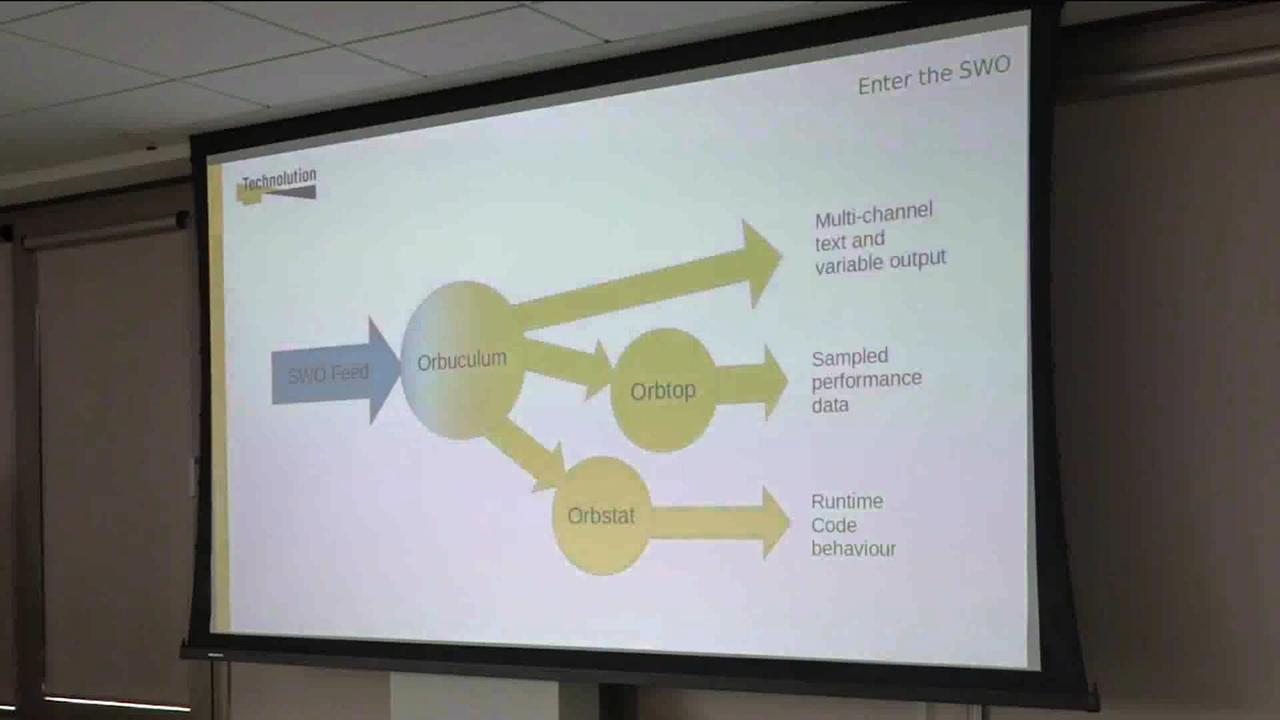 Enter the SWO
Technolution
Multi-channel
text and
variable output
SWO Feed
Orbuculum
Orbtop
Sampled
performance
data
Orbstat
Runtime
Code
behaviour